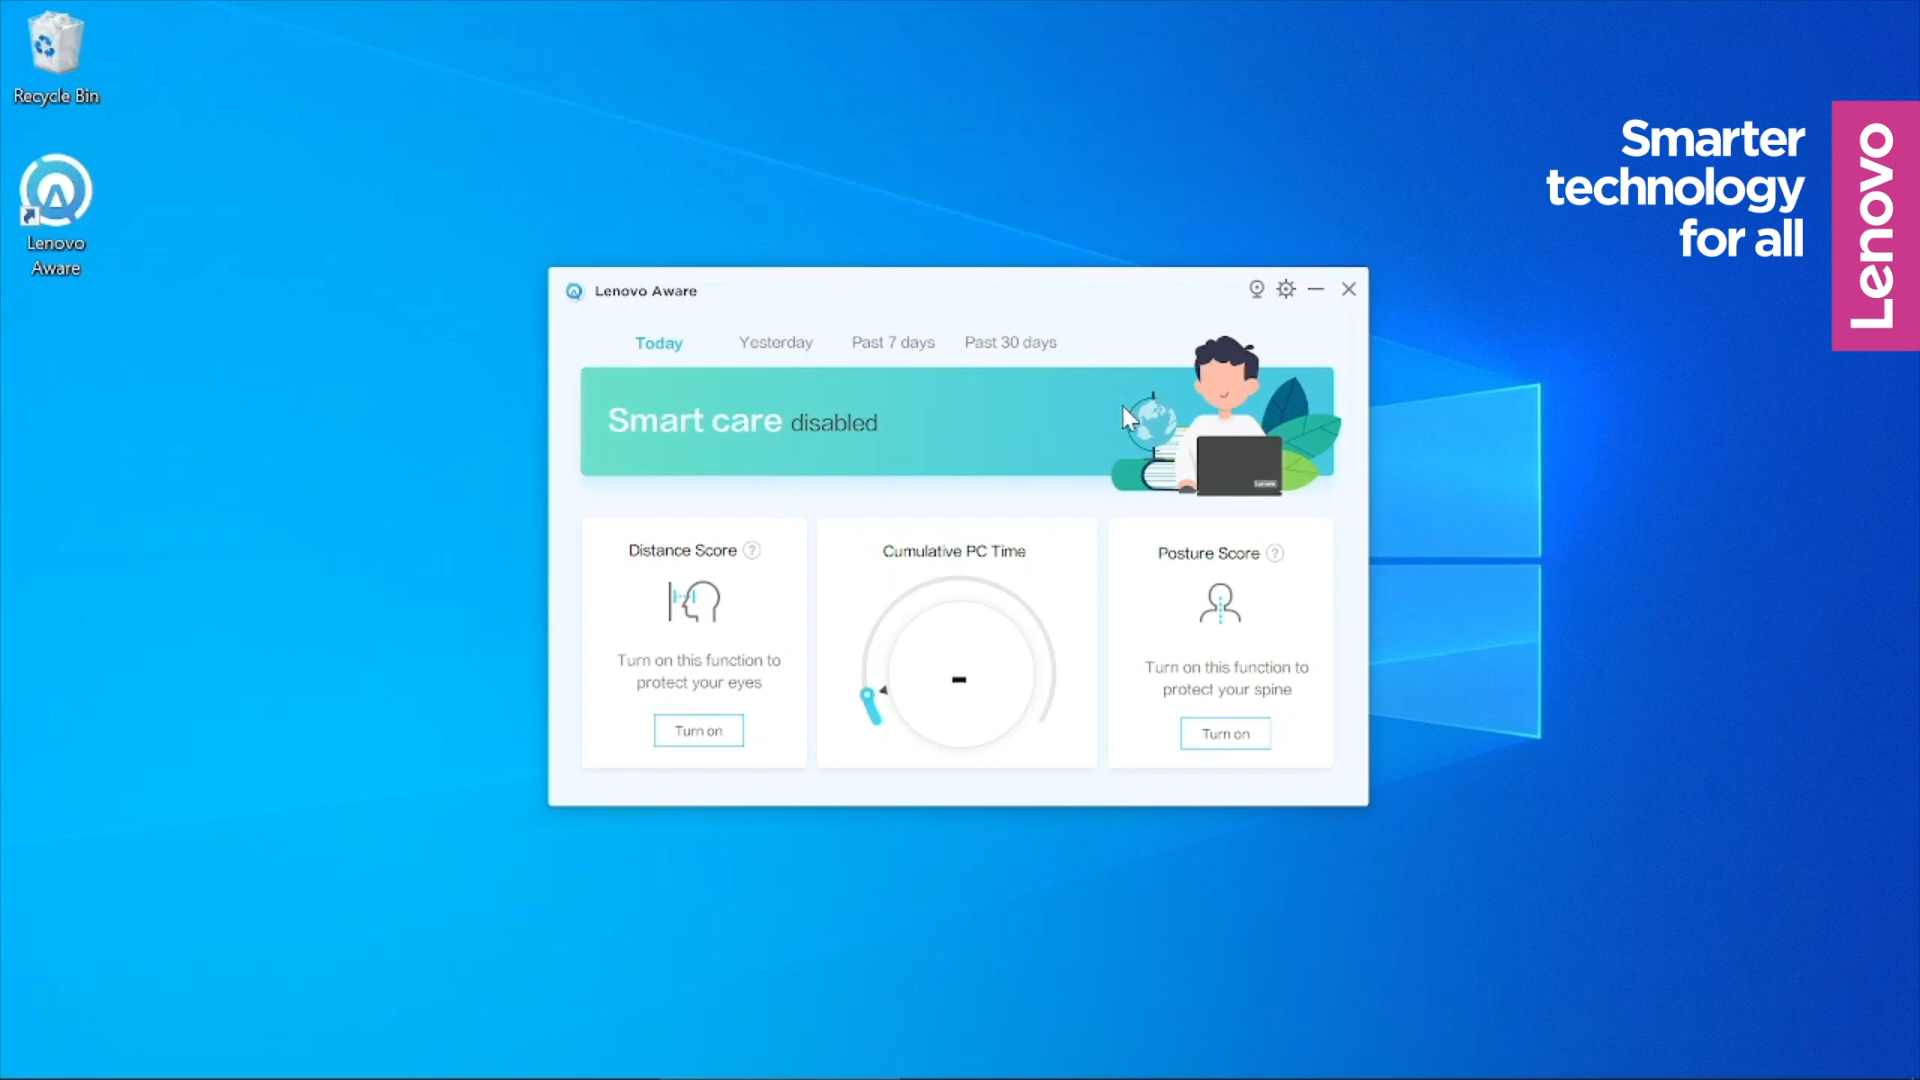 Recycle Bin
Lenovo
Aware
Smarter
technology
for all
Lenovo
Lenovo Aware
Today Yesterday Past 7 days Past 30 days
Smart care disabled
Lenovo
Distance Score ?
Turn on this function to
protect your eyes
Turn on
Cumulative PC Time
-
Posture Score ?
Turn on this function to
protect your spine
Turn on